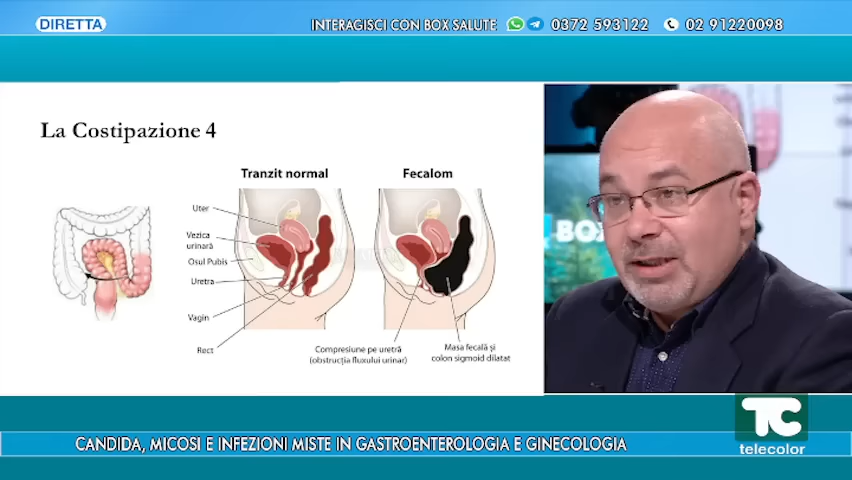 DIRETTA
INTERAGISCI CON BOX SALUTE 0372 593122 02 91220098
La Costipazione 4
Tranzit normal
Fecalom
Uter
Vezica
urinară
Osul Pubis
Uretra
Vagin
Rect
Compresiune pe uretră
(obstrucția fluxului urinar)
Masa fecală și
colon sigmoid dilatat
BOX
TC
telecolor
CANDIDA, MICOSI E INFEZIONI MISTE IN GASTROENTEROLOGIA E GINECOLOGIA